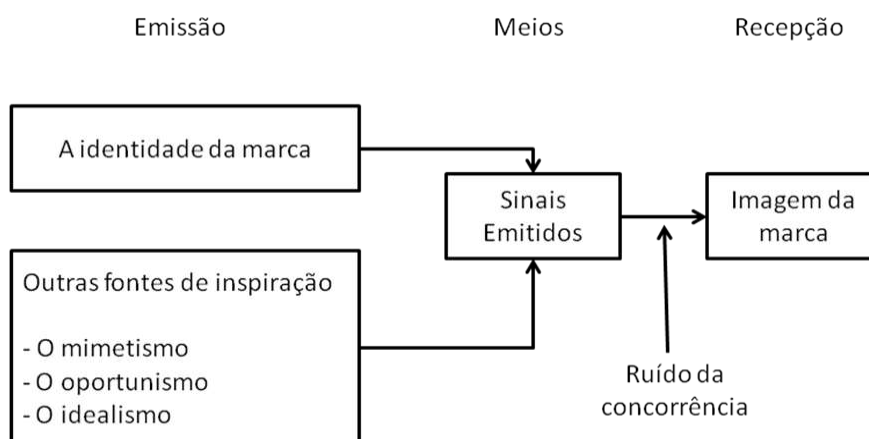 Emissão
Meios
Recepção
A identidade da marca
Sinais
Emitidos
Imagem da
marca
Outras fontes de inspiração
- O mimetismo
- O oportunismo
- O idealismo
Ruído da
concorrência